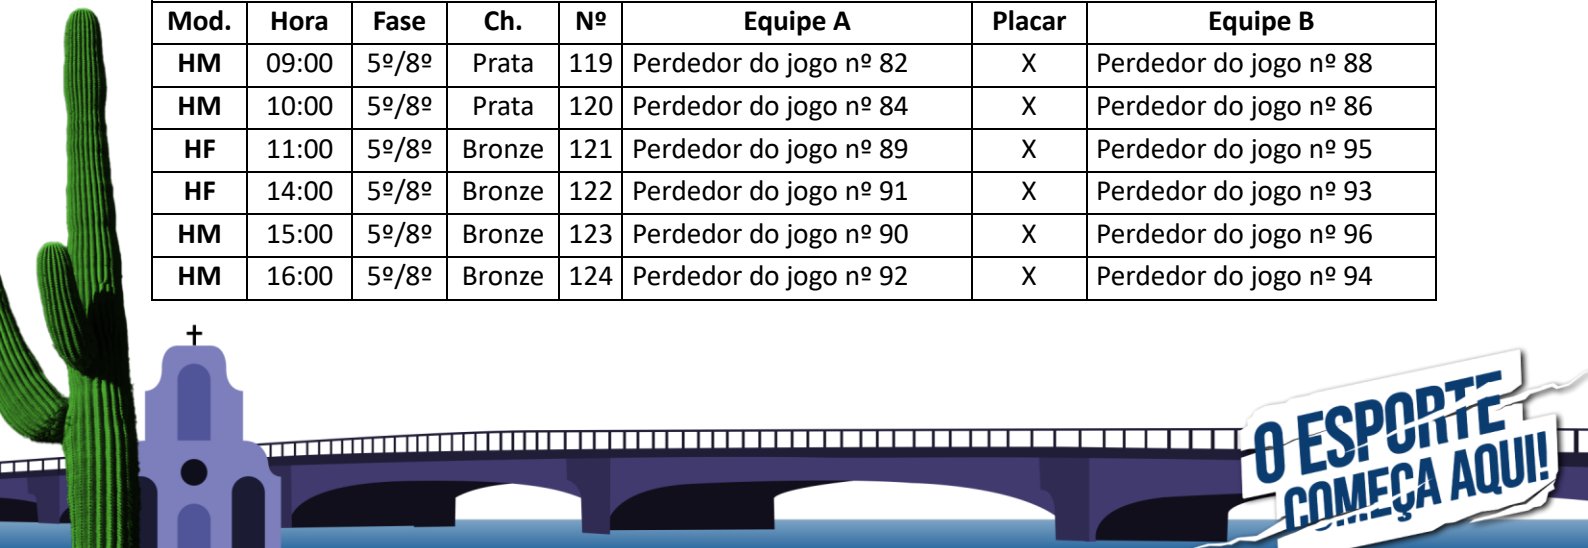 Mod. Hora Fase Ch. Nº Equipe A Placar Equipe B
HM 09:00 5º/8º Prata 119 Perdedor do jogo nº 82 X Perdedor do jogo nº 88
HM 10:00 5º/8º Prata 120 Perdedor do jogo nº 84 X Perdedor do jogo nº 86
HF 11:00 5º/8º Bronze 121 Perdedor do jogo nº 89 X Perdedor do jogo nº 95
HF 14:00 5º/8º Bronze 122 Perdedor do jogo nº 91 X Perdedor do jogo nº 93
HM 15:00 5º/8º Bronze 123 Perdedor do jogo nº 90 X Perdedor do jogo nº 96
HM 16:00 5º/8º Bronze 124 Perdedor do jogo nº 92 X Perdedor do jogo nº 94
O ESPORTE
COMEÇA AQUI!